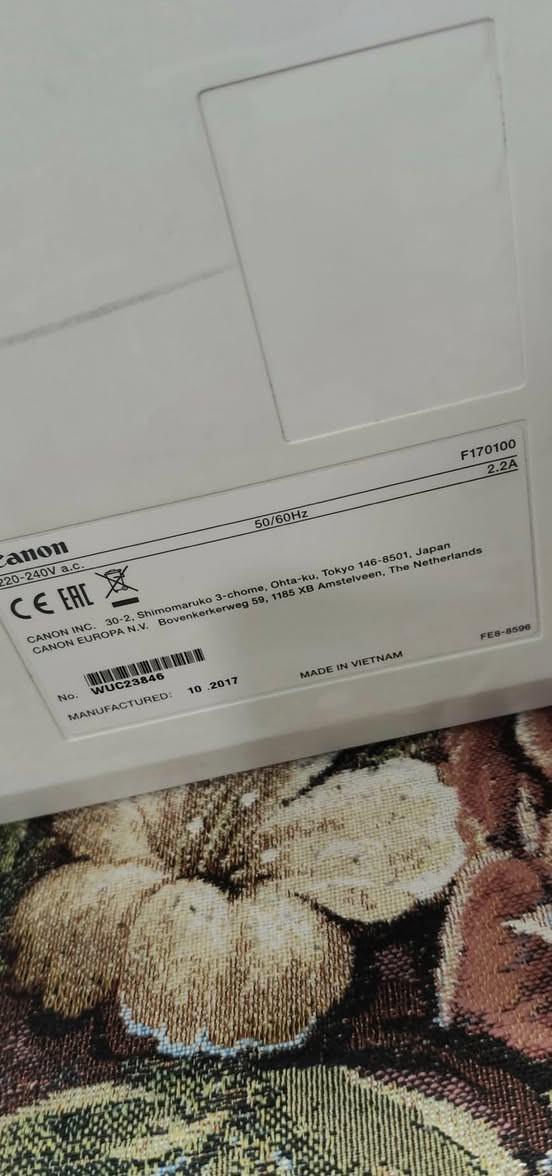 Canon F170100
220-240V a.c. 50/60Hz 2.2A
CE EAC
CANON INC. 30-2, Shimomaruko 3-chome, Ohta-ku, Tokyo 146-8501, Japan
CANON EUROPA N.V. Bovenkerkerweg 59, 1185 XB Amstelveen, The Netherlands
No. WUC23846
MANUFACTURED: 10 .2017 MADE IN VIETNAM FE8-8596